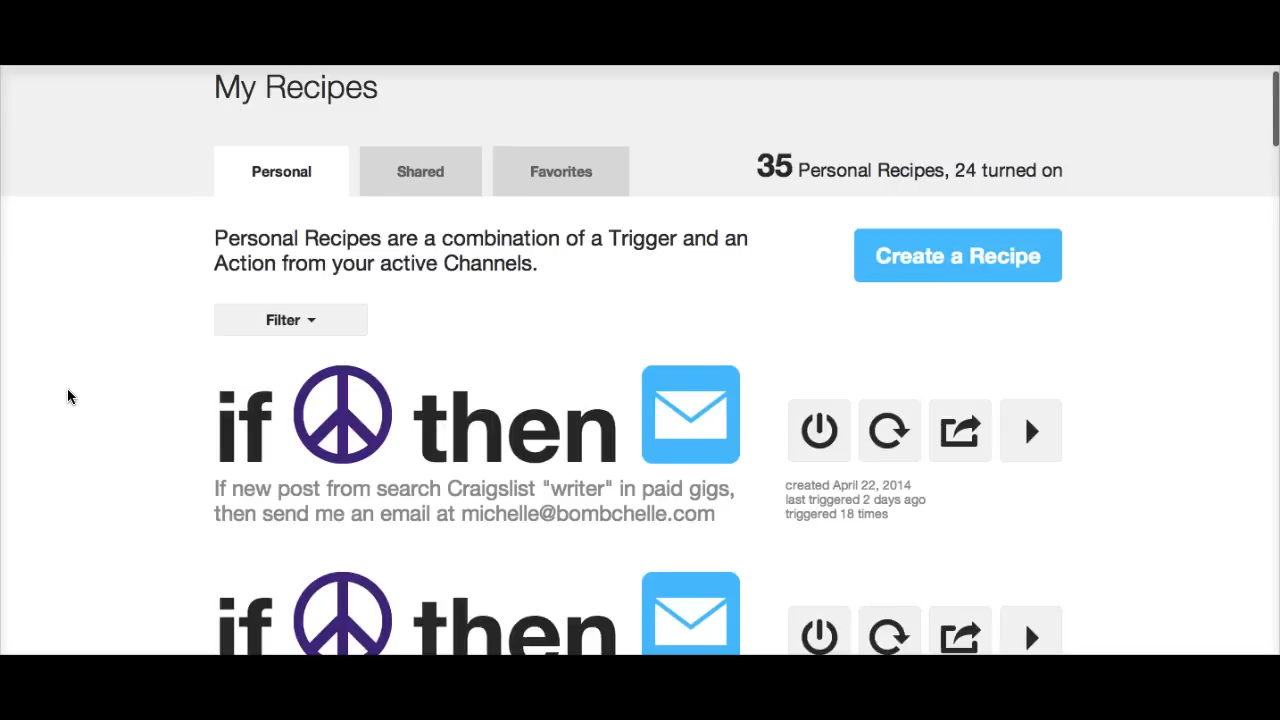 My Recipes
Personal
Shared
Favorites
35 Personal Recipes, 24 turned on
Personal Recipes are a combination of a Trigger and an
Action from your active Channels.
Create a Recipe
Filter
if then
If new post from search Craigslist "writer" in paid gigs,
then send me an email at michelle@bombchelle.com
created April 22, 2014
last triggered 2 days ago
triggered 18 times
if then